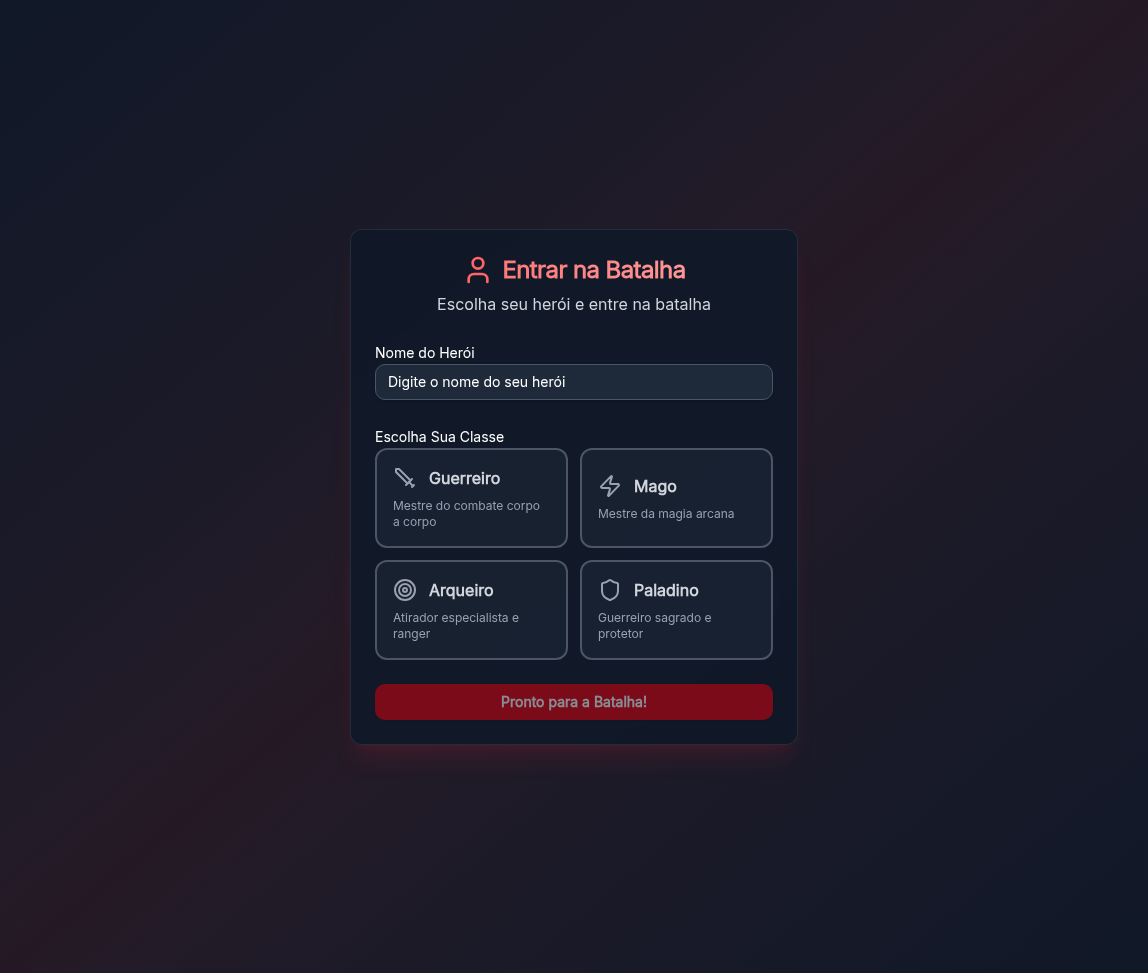 Entrar na Batalha
Escolha seu herói e entre na batalha
Nome do Herói
Digite o nome do seu herói
Escolha Sua Classe
Guerreiro
Mestre do combate corpo
a corpo
Mago
Mestre da magia arcana
Arqueiro
Atirador especialista e
ranger
Paladino
Guerreiro sagrado e
protetor
Pronto para a Batalha!